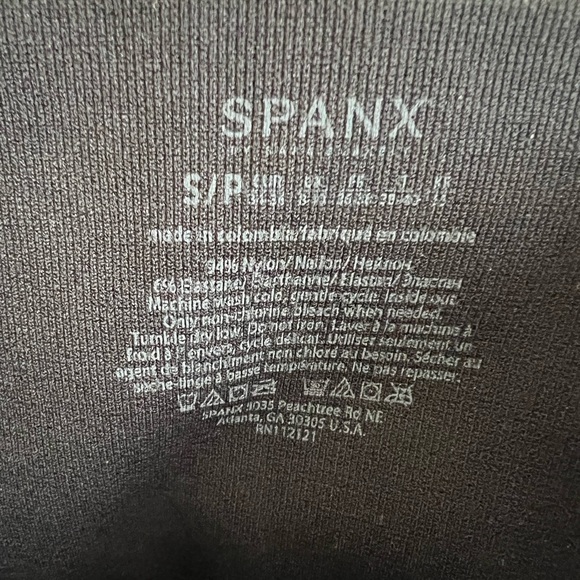 SPANX
S/P
made in colombia/fabriqué en colombie
94% Nylon/ Neilon/ Нейлон
6% Elastane/ Élasthanne/ Elastan/ Эластан
Machine wash cold, gentle cycle. Inside out.
Only non-chlorine bleach when needed.
Tumble dry low. Do not iron. Laver à la machine à
froid à l' envers, cycle délicat. Utiliser seulement un
agent de blanchiment non chloré au besoin. Sécher au
sèche-linge à basse température. Ne pas repasser.
SPANX 3035 Peachtree Rd NE
Atlanta, GA 30305 U.S.A.
RN112121